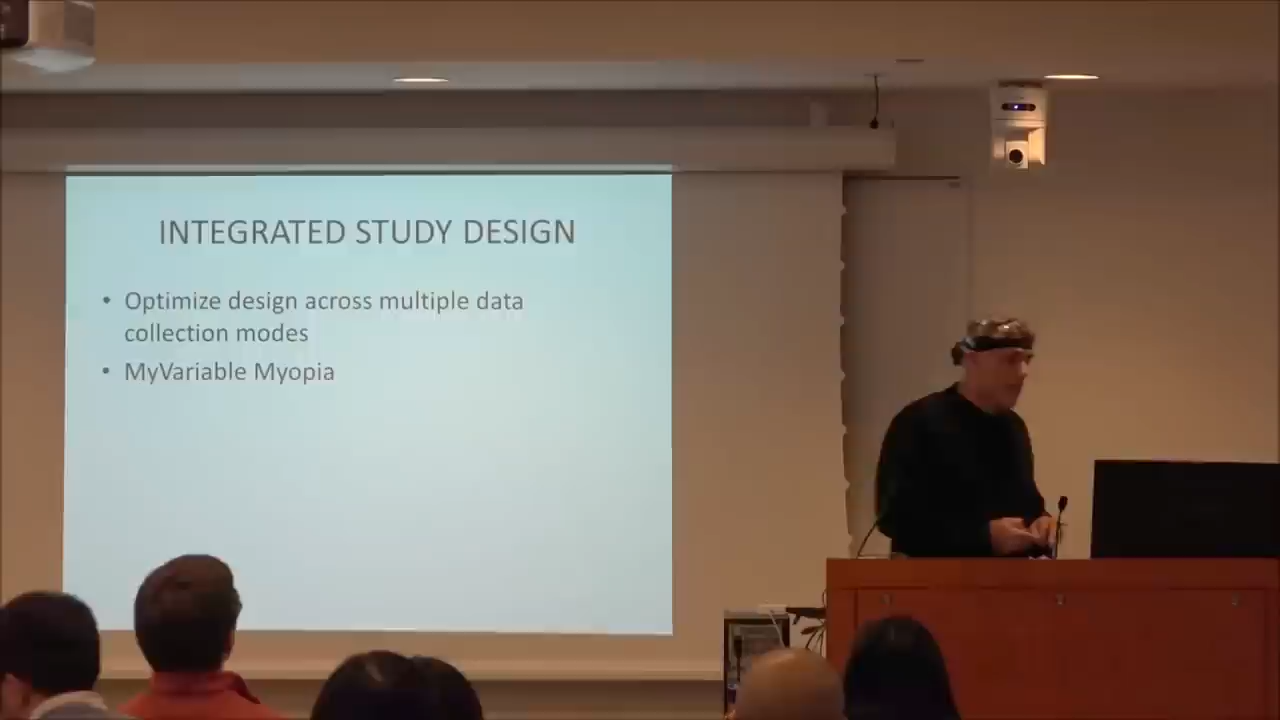 INTEGRATED STUDY DESIGN
• Optimize design across multiple data
collection modes
• MyVariable Myopia